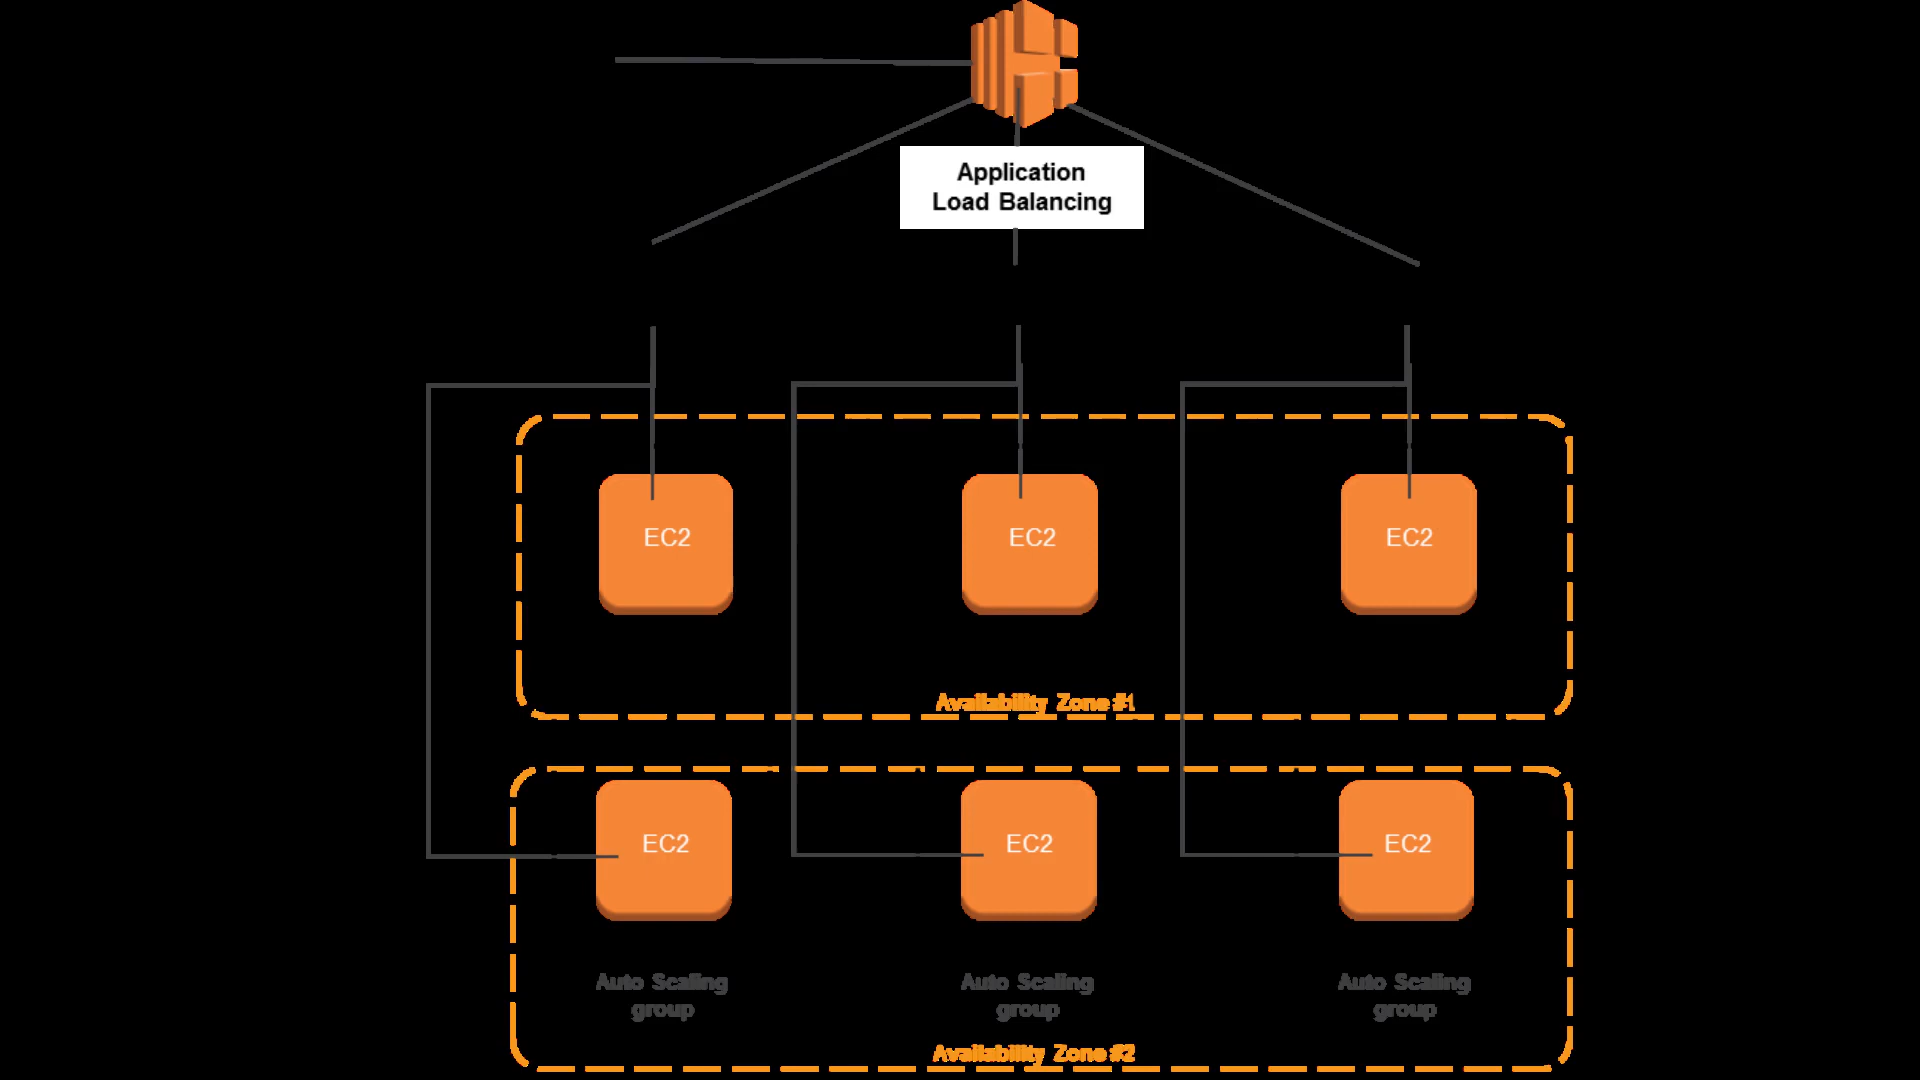 Application
Load Balancing
EC2
EC2
EC2
Availability Zone #1
EC2
EC2
EC2
Auto Scaling
group
Auto Scaling
group
Auto Scaling
group
Availability Zone #2